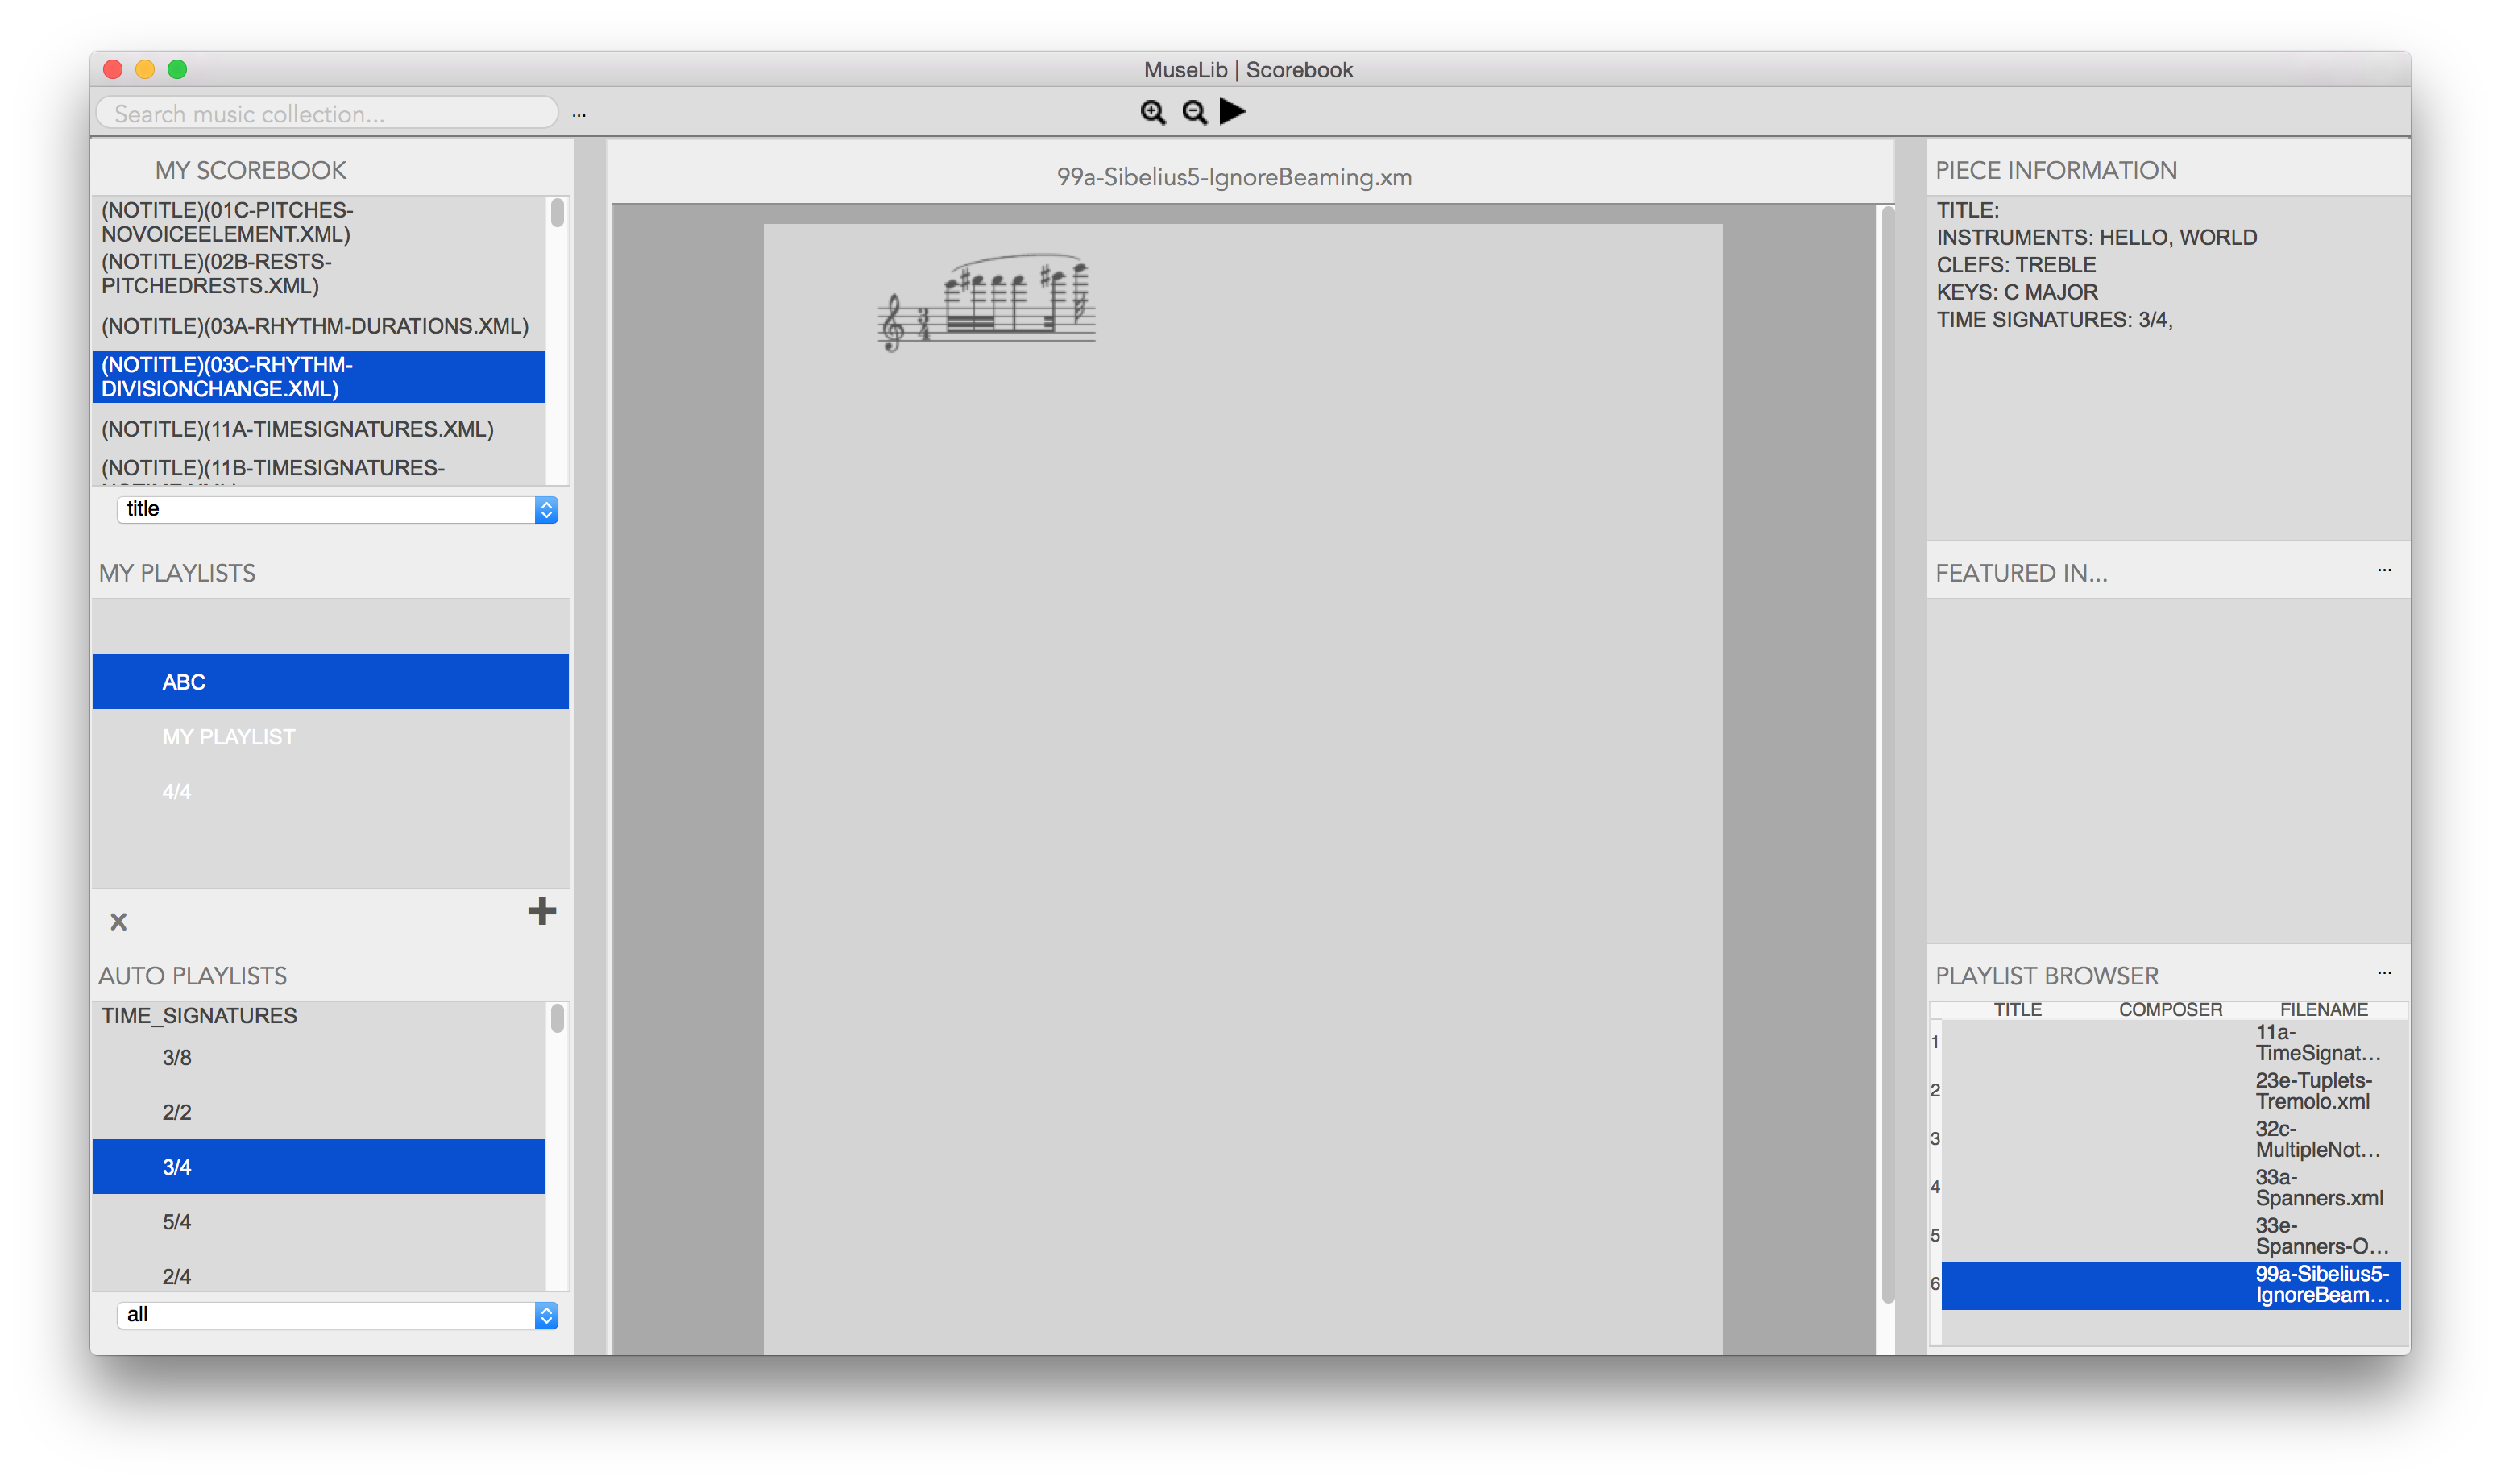 MuseLib | Scorebook
Search music collection...
...
MY SCOREBOOK
(NOTITLE)(01C-PITCHES-
NOVOICEELEMENT.XML)
(NOTITLE)(02B-RESTS-
PITCHEDRESTS.XML)
(NOTITLE)(03A-RHYTHM-DURATIONS.XML)
(NOTITLE)(03C-RHYTHM-
DIVISIONCHANGE.XML)
(NOTITLE)(11A-TIMESIGNATURES.XML)
(NOTITLE)(11B-TIMESIGNATURES-
title
MY PLAYLISTS
ABC
MY PLAYLIST
4/4
x
AUTO PLAYLISTS
TIME_SIGNATURES
3/8
2/2
3/4
5/4
2/4
all
99a-Sibelius5-IgnoreBeaming.xm
3
4
PIECE INFORMATION
TITLE:
INSTRUMENTS: HELLO, WORLD
CLEFS: TREBLE
KEYS: C MAJOR
TIME SIGNATURES: 3/4,
FEATURED IN...
...
PLAYLIST BROWSER
...
TITLE COMPOSER FILENAME
1 11a-
TimeSignat...
2 23e-Tuplets-
Tremolo.xml
3 32c-
MultipleNot...
4 33a-
Spanners.xml
5 33e-
Spanners-O...
6 99a-Sibelius5-
IgnoreBeam...